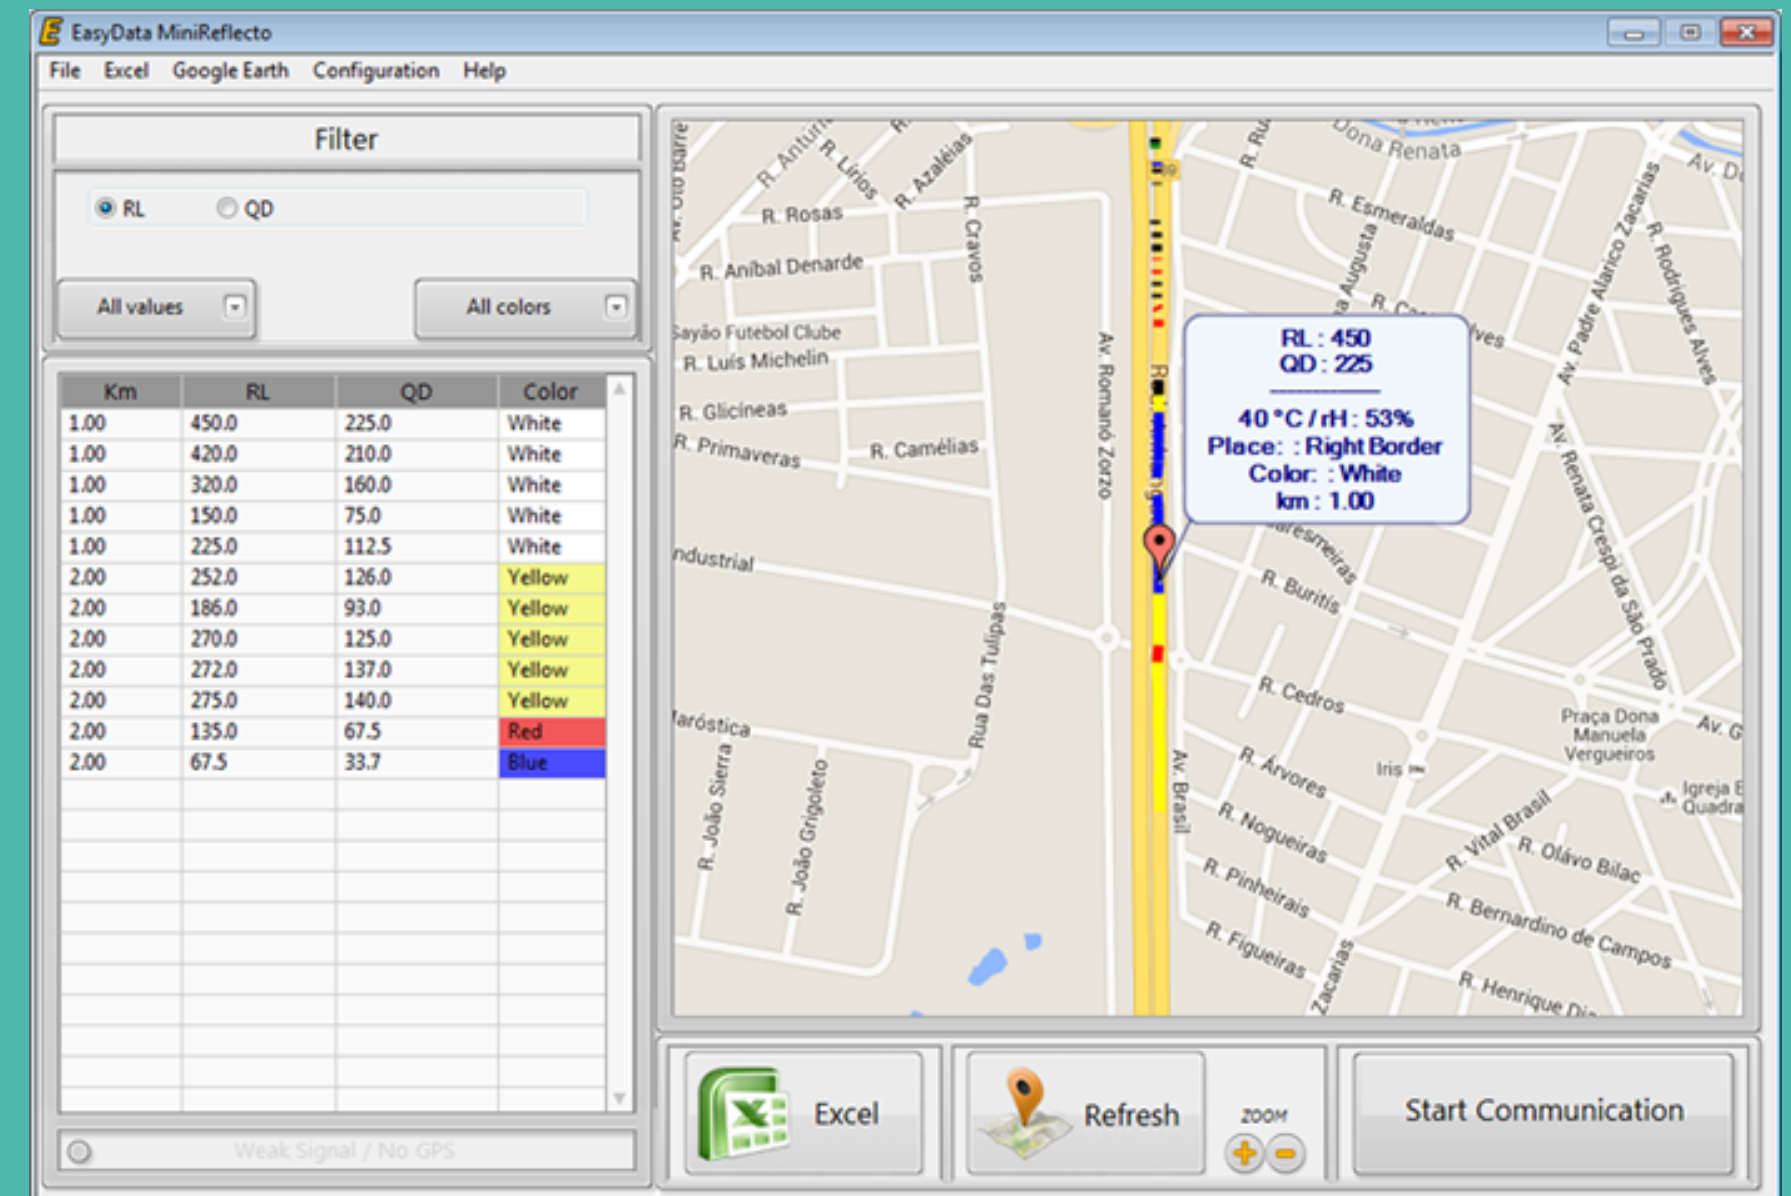 EasyData MiniReflecto
File Excel Google Earth Configuration Help
Filter
RL QD
All values All colors
Km RL QD Color
1.00 450.0 225.0 White
1.00 420.0 210.0 White
1.00 320.0 160.0 White
1.00 150.0 75.0 White
1.00 225.0 112.5 White
2.00 252.0 126.0 Yellow
2.00 186.0 93.0 Yellow
2.00 270.0 125.0 Yellow
2.00 272.0 137.0 Yellow
2.00 275.0 140.0 Yellow
2.00 135.0 67.5 Red
2.00 67.5 33.7 Blue
Weak Signal / No GPS
R. Lírios
R. Azaléias
R. Rosas
R. Cravos
R. Aníbal Denarde
Sayão Futebol Clube
R. Luís Michelin
R. Glicíneas
R. Primaveras
R. Camélias
Av. Romanó Zorzo
Rua Das Tulipas
R. João Sierra
R. João Grigoleto
Dona Renata
R. Esmeraldas
Augusta
Av. Padre Alarico Zacarias
R. Rodrigues Alves
RL : 450
QD : 225
------------
40 °C / rH : 53%
Place: : Right Border
Color: : White
km : 1.00
Av. Renata Crespi da São Prado
R. Buritís
R. Cedros
R. Árvores
Av. Brasil
R. Nogueiras
R. Pinheirais
R. Figueiras
Zacarias
Iris
Praça Dona
Manuela
Vergueiros
Av. G
Igreja E
Quadra
R. Vital Brasil
R. Olávo Bilac
R. Bernardino de Campos
R. Henrique
Excel
Refresh
ZOOM
Start Communication